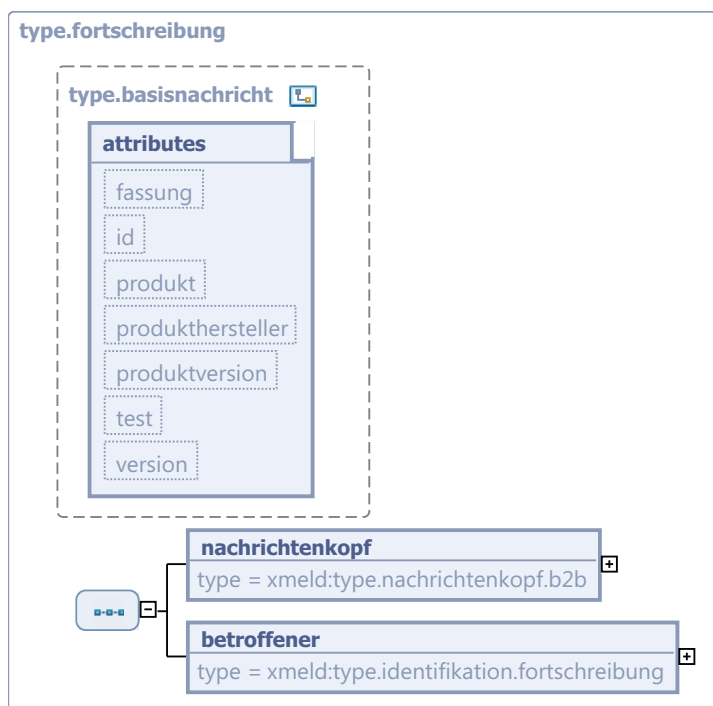 type.fortschreibung
type.basisnachricht
attributes
fassung
id
produkt
produkthersteller
produktversion
test
version
nachrichtenkopf
type = xmeld:type.nachrichtenkopf.b2b
betroffener
type = xmeld:type.identifikation.fortschreibung